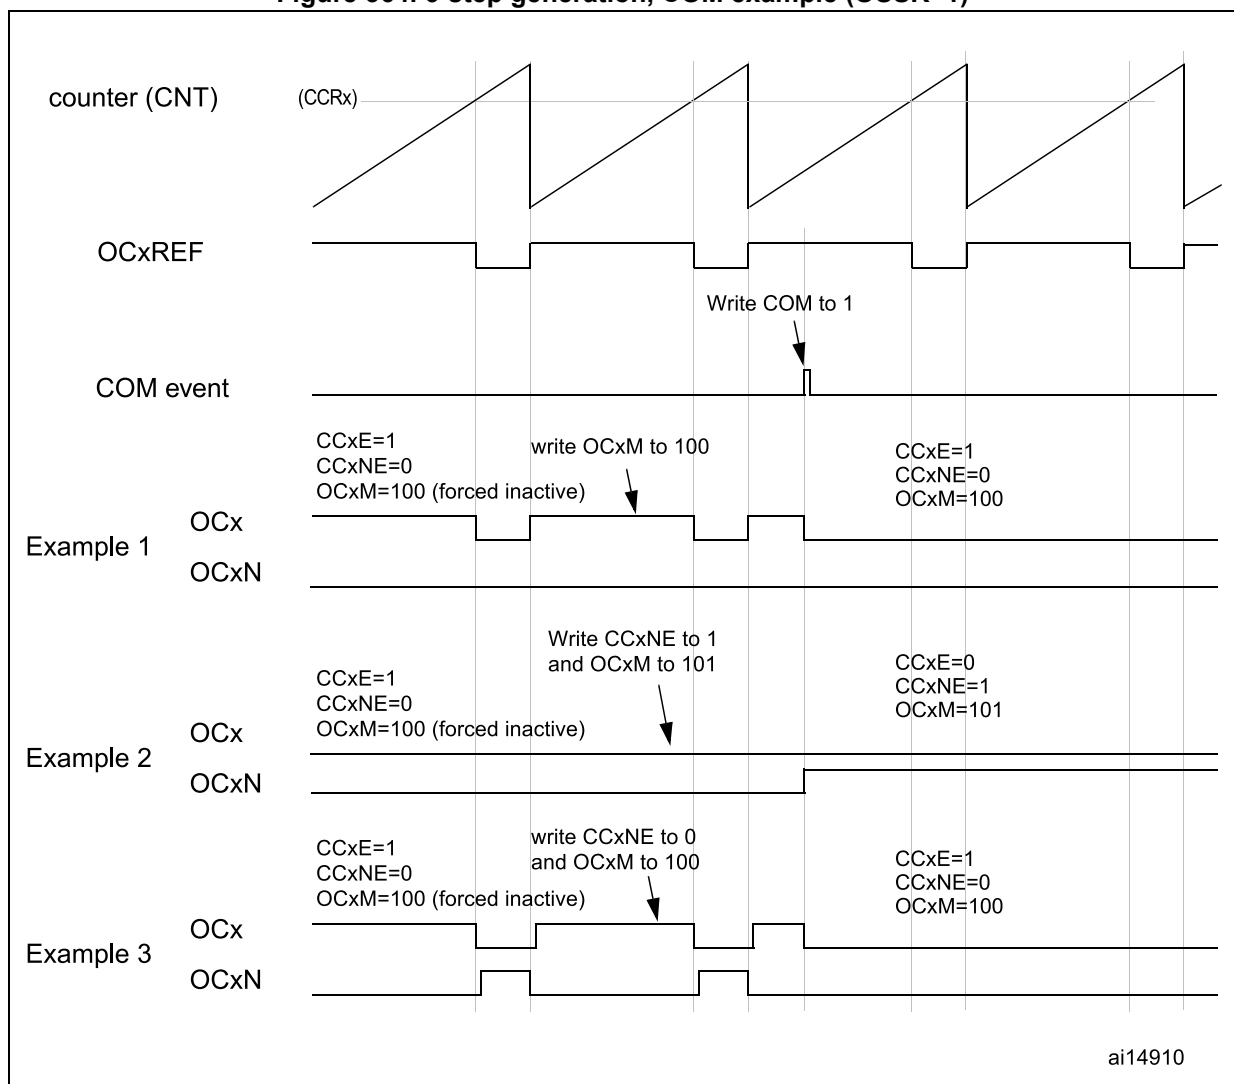 counter (CNT)
(CCRx)
OCxREF
Write COM to 1
COM event
CCxE=1
CCxNE=0
OCxM=100 (forced inactive)
write OCxM to 100
CCxE=1
CCxNE=0
OCxM=100
Example 1
OCx
OCxN
Write CCxNE to 1
and OCxM to 101
CCxE=1
CCxNE=0
OCxM=100 (forced inactive)
CCxE=0
CCxNE=1
OCxM=101
Example 2
OCx
OCxN
write CCxNE to 0
and OCxM to 100
CCxE=1
CCxNE=0
OCxM=100 (forced inactive)
CCxE=1
CCxNE=0
OCxM=100
Example 3
OCx
OCxN
ai14910